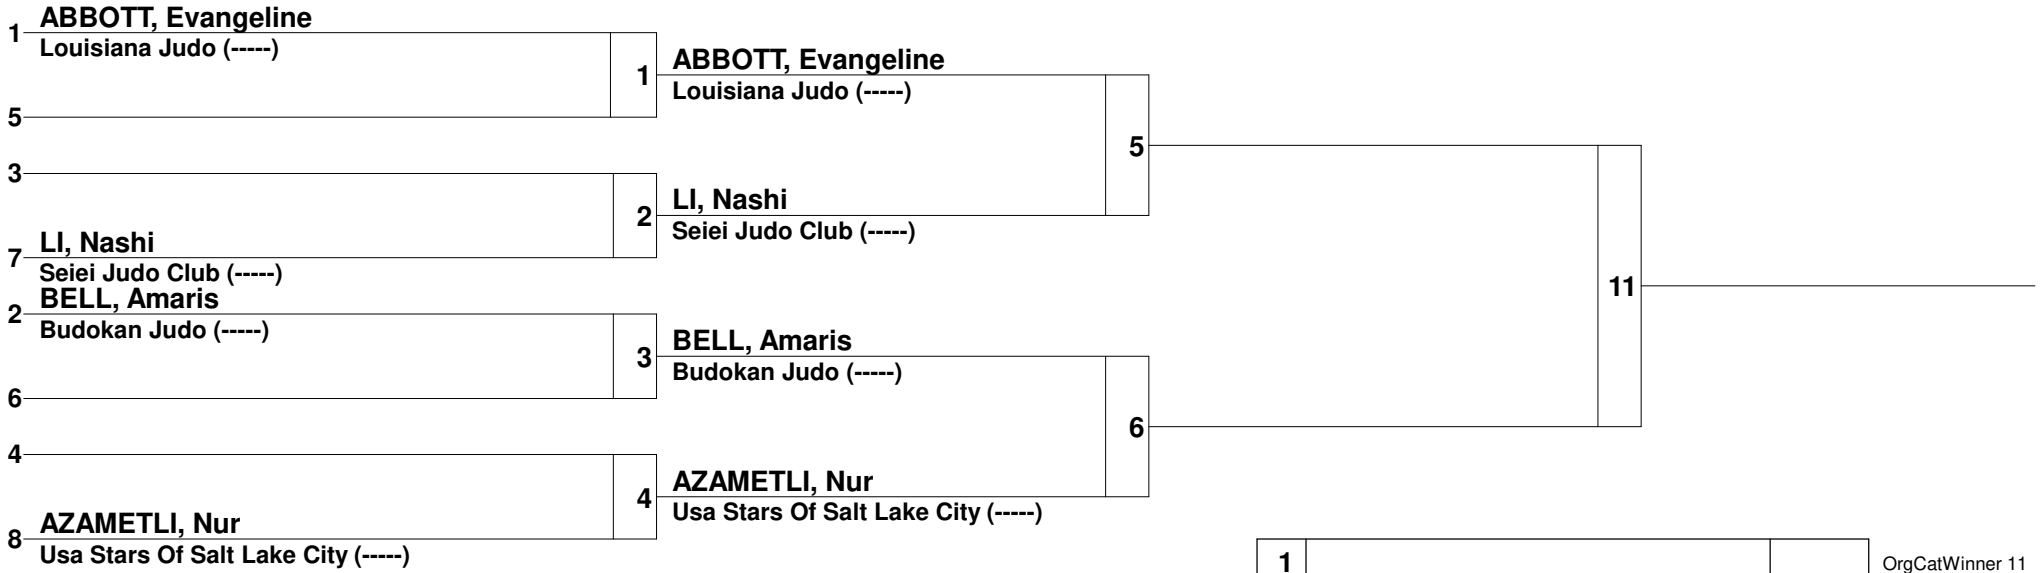 1 ABBOTT, Evangeline
Louisiana Judo (-----)
5
1
3
7 LI, Nashi
Seiei Judo Club (-----)
2
2 BELL, Amaris
Budokan Judo (-----)
6
3
4
8 AZAMETLI, Nur
Usa Stars Of Salt Lake City (-----)
4
ABBOTT, Evangeline
Louisiana Judo (-----)
LI, Nashi
Seiei Judo Club (-----)
5
BELL, Amaris
Budokan Judo (-----)
AZAMETLI, Nur
Usa Stars Of Salt Lake City (-----)
6
11
1
OrgCatWinner 11